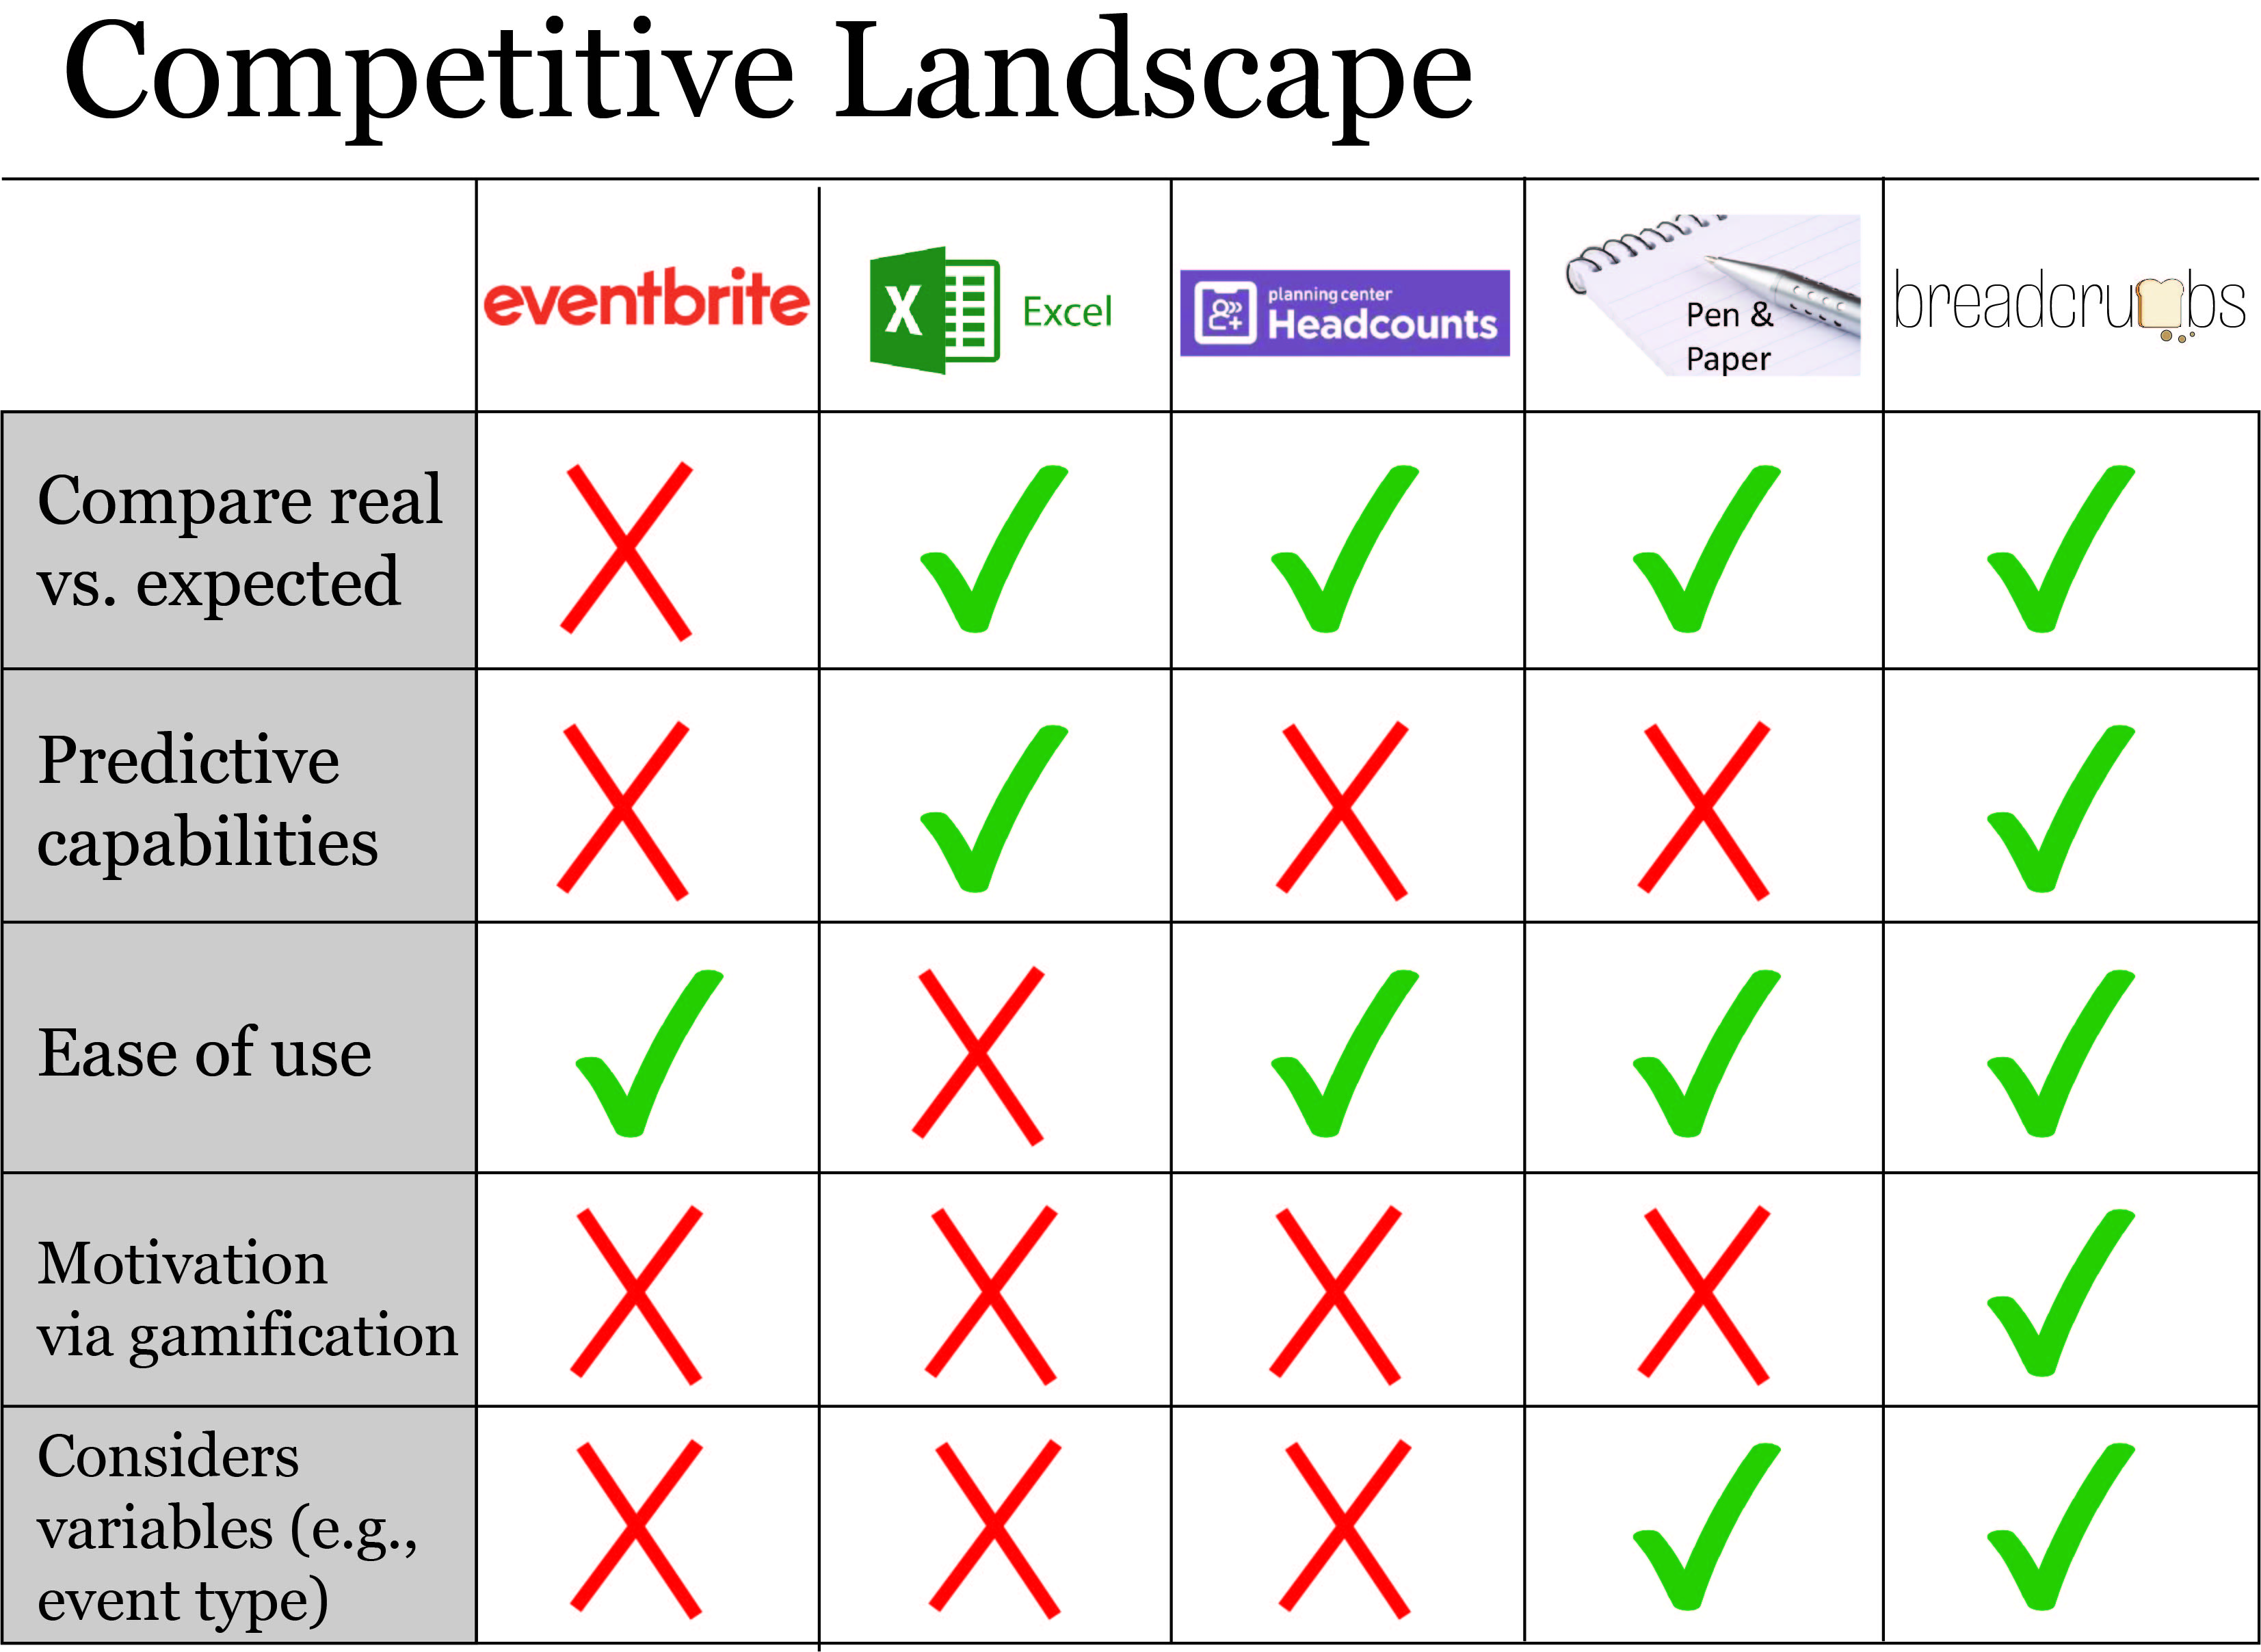 Competitive Landscape
eventbrite
X Excel
planning center
Headcounts
Pen &
Paper
breadcrumbs
Compare real
vs. expected
Predictive
capabilities
Ease of use
Motivation
via gamification
Considers
variables (e.g.,
event type)